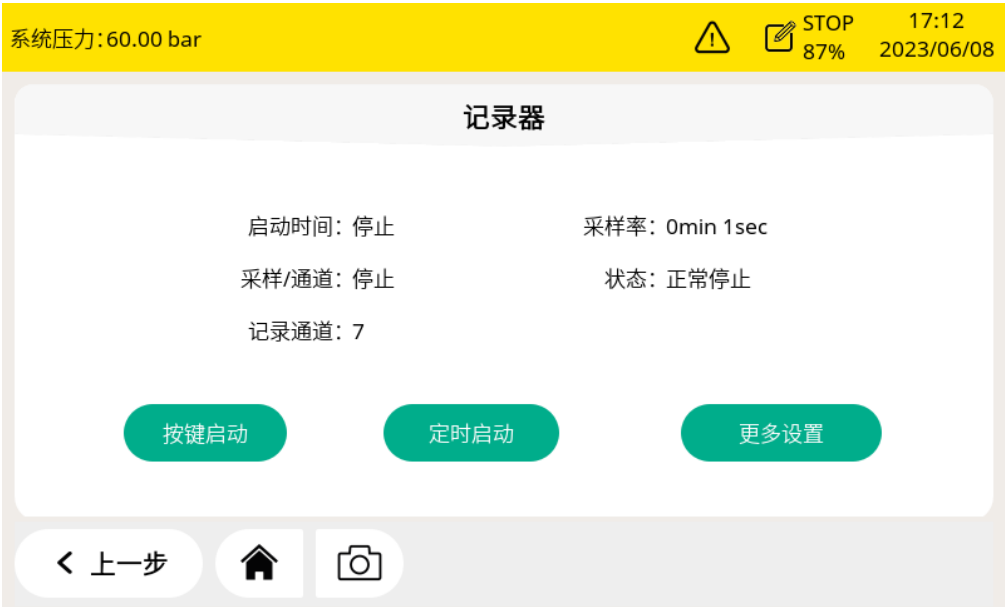 系统压力:60.00 bar
STOP
87%
17:12
2023/06/08
记录器
启动时间: 停止
采样率: 0min 1sec
采样/通道: 停止
状态: 正常停止
记录通道: 7
按键启动
定时启动
更多设置
上一步